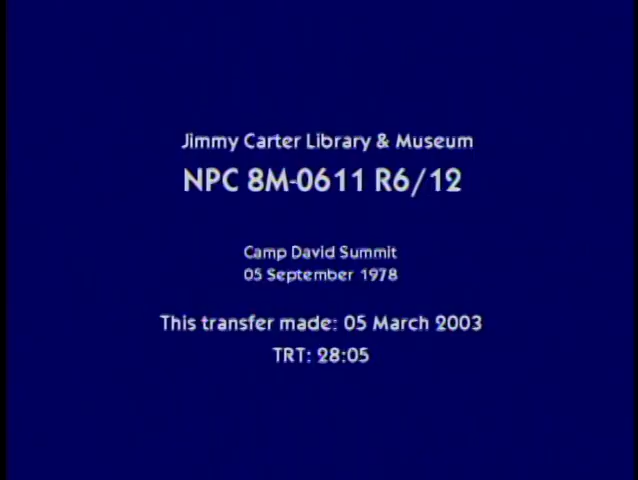 Jimmy Carter Library & Museum
NPC 8M-0611 R6/12
Camp David Summit
05 September 1978
This transfer made: 05 March 2003
TRT: 28:05